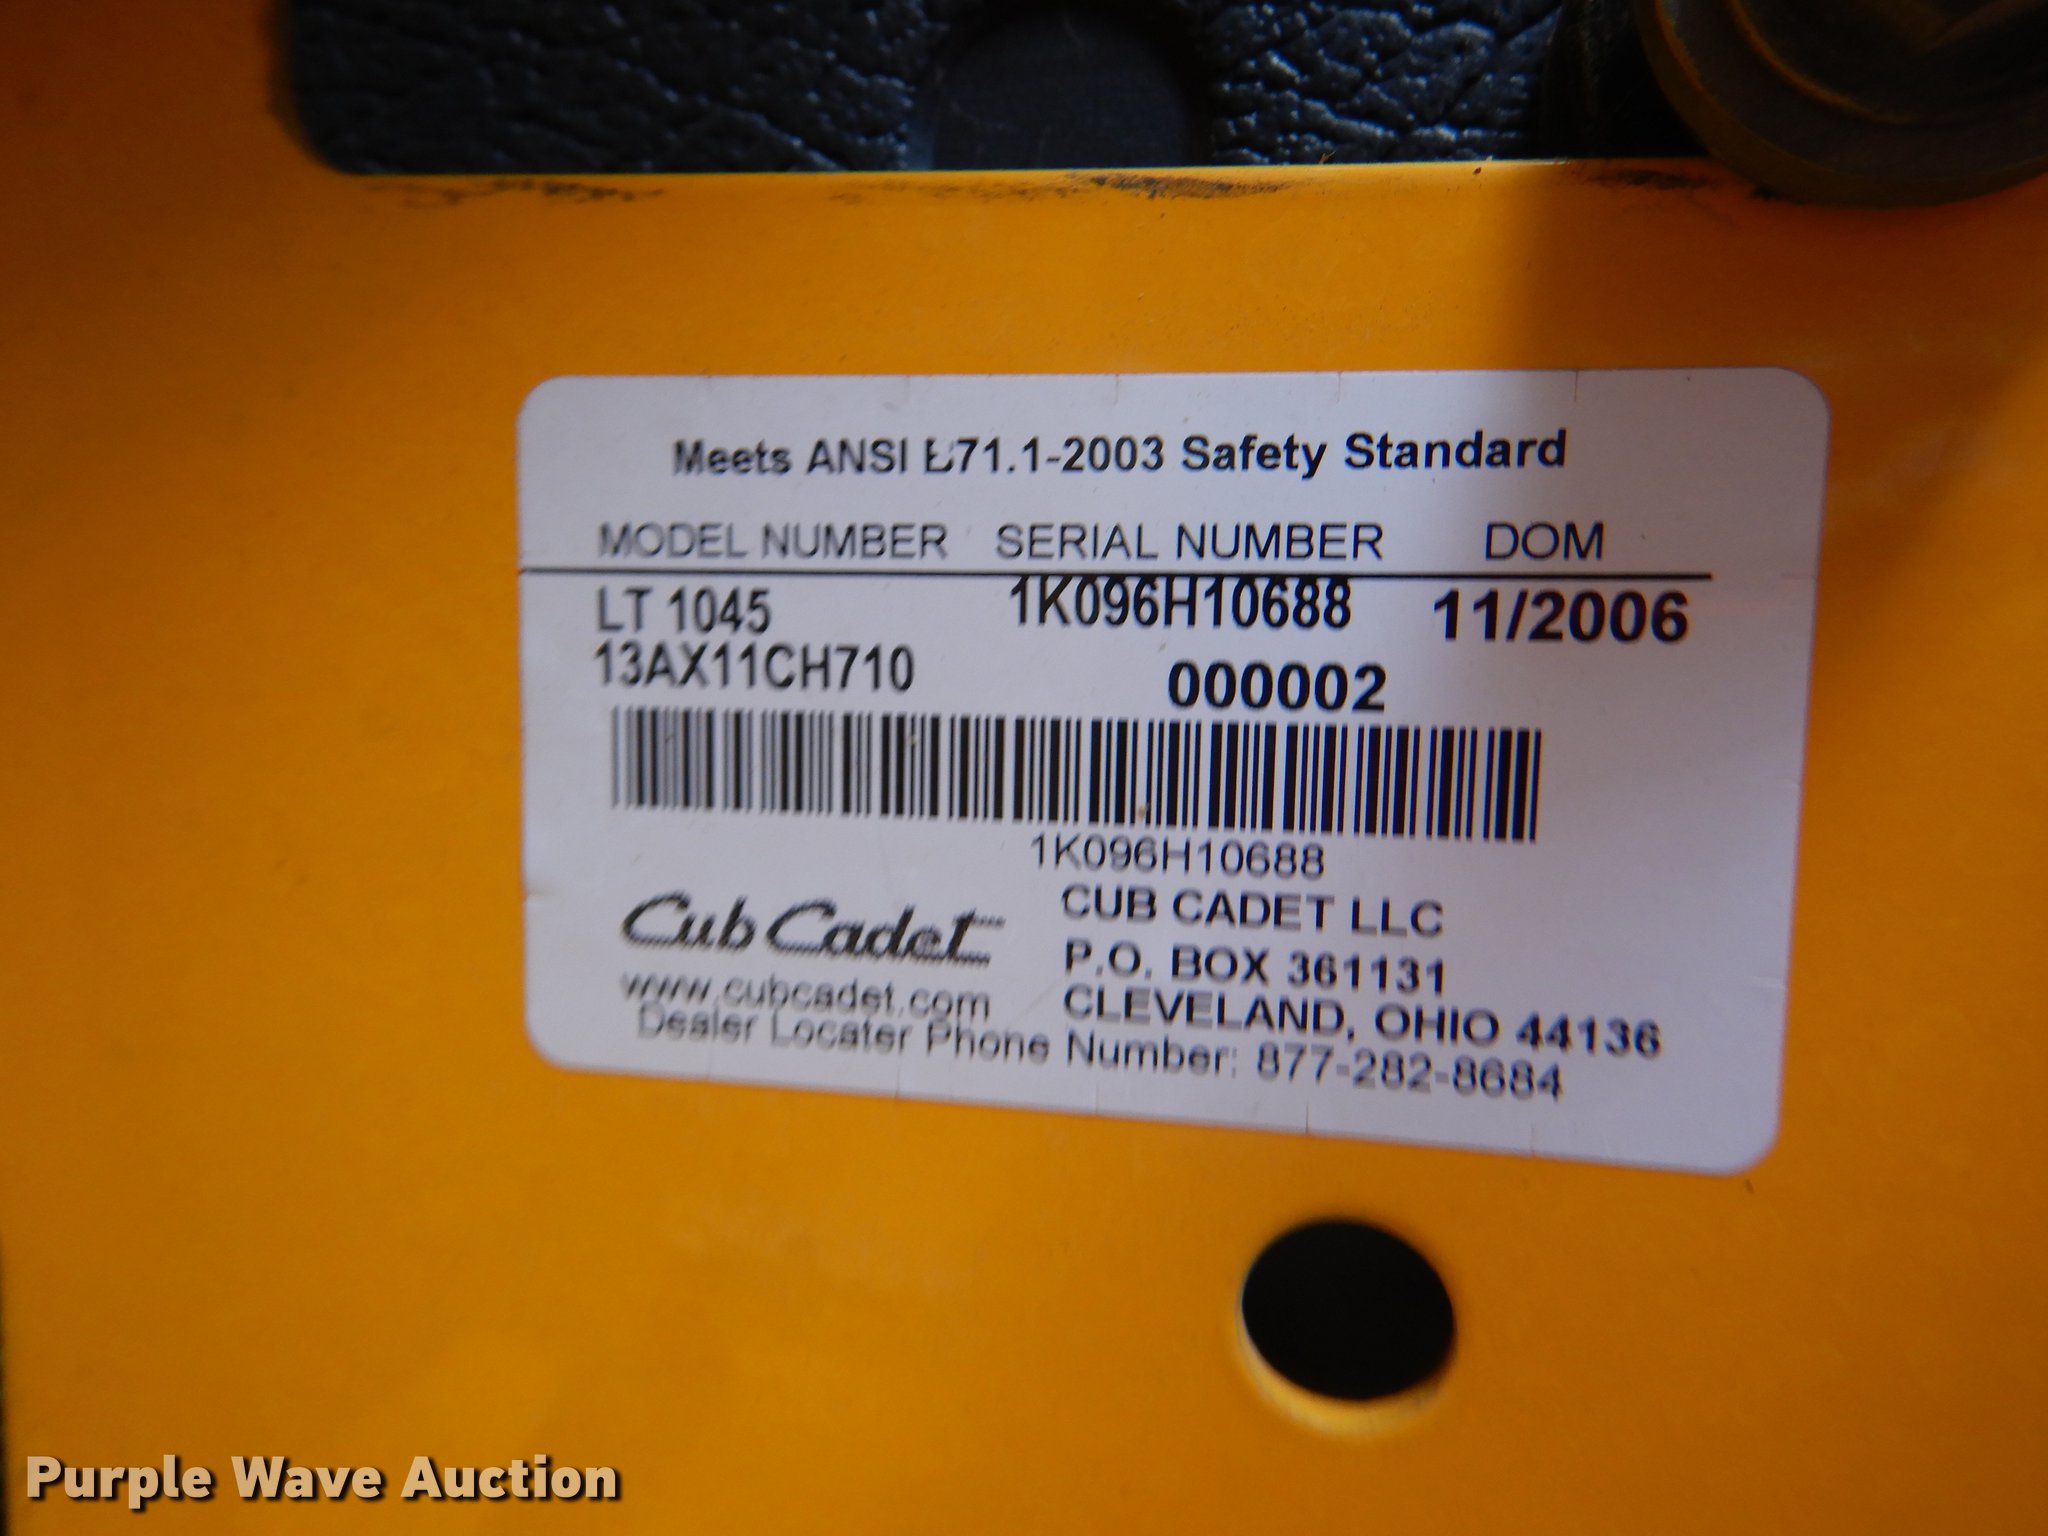 Meets ANSI B71.1-2003 Safety Standard
MODEL NUMBER SERIAL NUMBER DOM
LT 1045 1K096H10688 11/2006
13AX11CH710 000002
1K096H10688
Cub Cadet CUB CADET LLC
P.O. BOX 361131
www.cubcadet.com CLEVELAND, OHIO 44136
Dealer Locater Phone Number: 877-282-8684
Purple Wave Auction